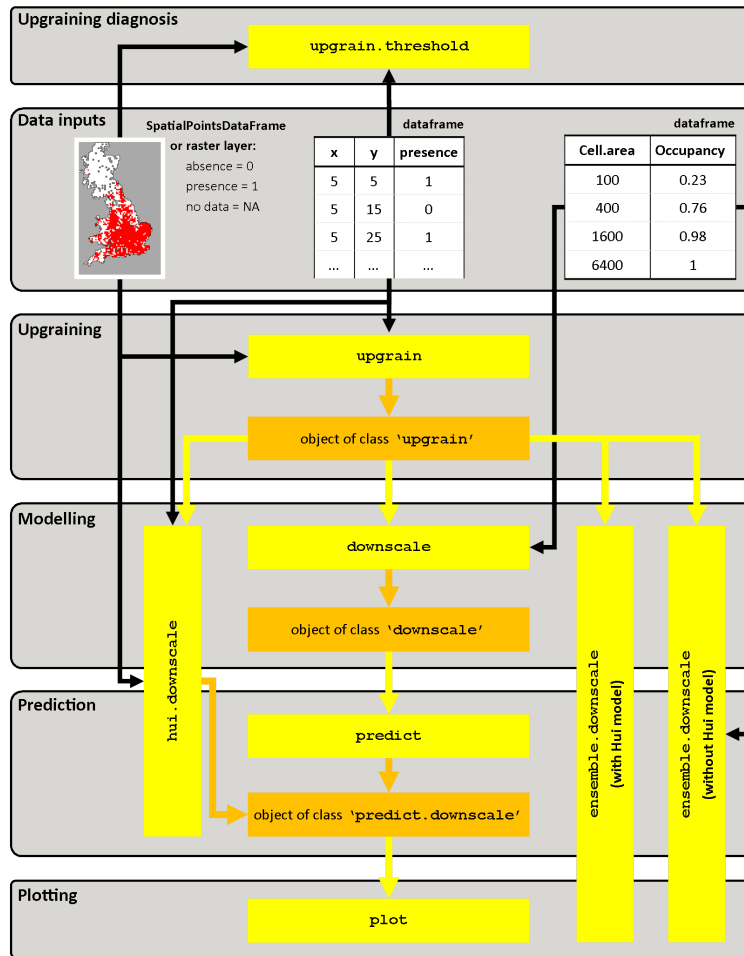 Upgraining diagnosis
upgrain.threshold
Data inputs
SpatialPointsDataFrame
or raster layer:
absence = 0
presence = 1
no data = NA
dataframe
x y presence
5 5 1
5 15 0
5 25 1
... ... ...
dataframe
Cell.area Occupancy
100 0.23
400 0.76
1600 0.98
6400 1
Upgraining
upgrain
object of class ‘upgrain’
Modelling
downscale
object of class ‘downscale’
hui.downscale
ensemble.downscale
(with Hui model)
ensemble.downscale
(without Hui model)
Prediction
predict
object of class ‘predict.downscale’
Plotting
plot